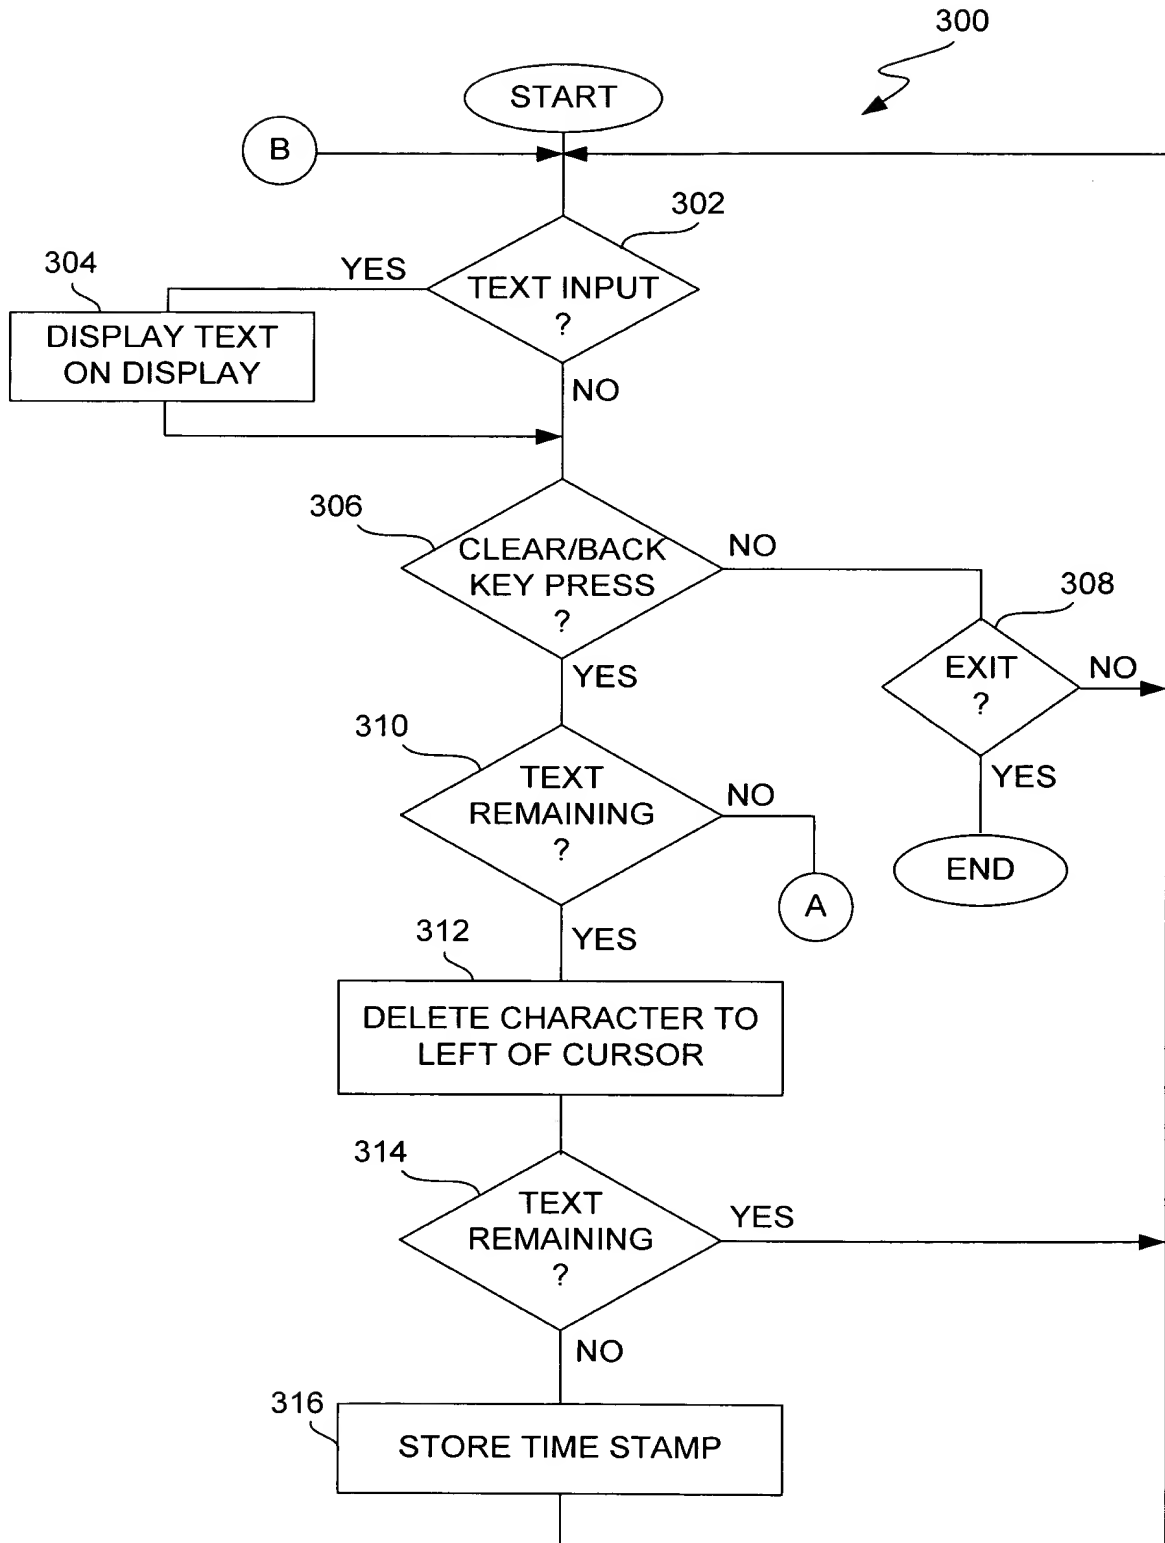 300
START
B
302
304
YES
TEXT INPUT
?
DISPLAY TEXT
ON DISPLAY
NO
306
CLEAR/BACK
KEY PRESS
?
NO
308
EXIT
?
NO
YES
YES
310
TEXT
REMAINING
?
NO
END
A
312
YES
DELETE CHARACTER TO
LEFT OF CURSOR
314
TEXT
REMAINING
?
YES
NO
316
STORE TIME STAMP